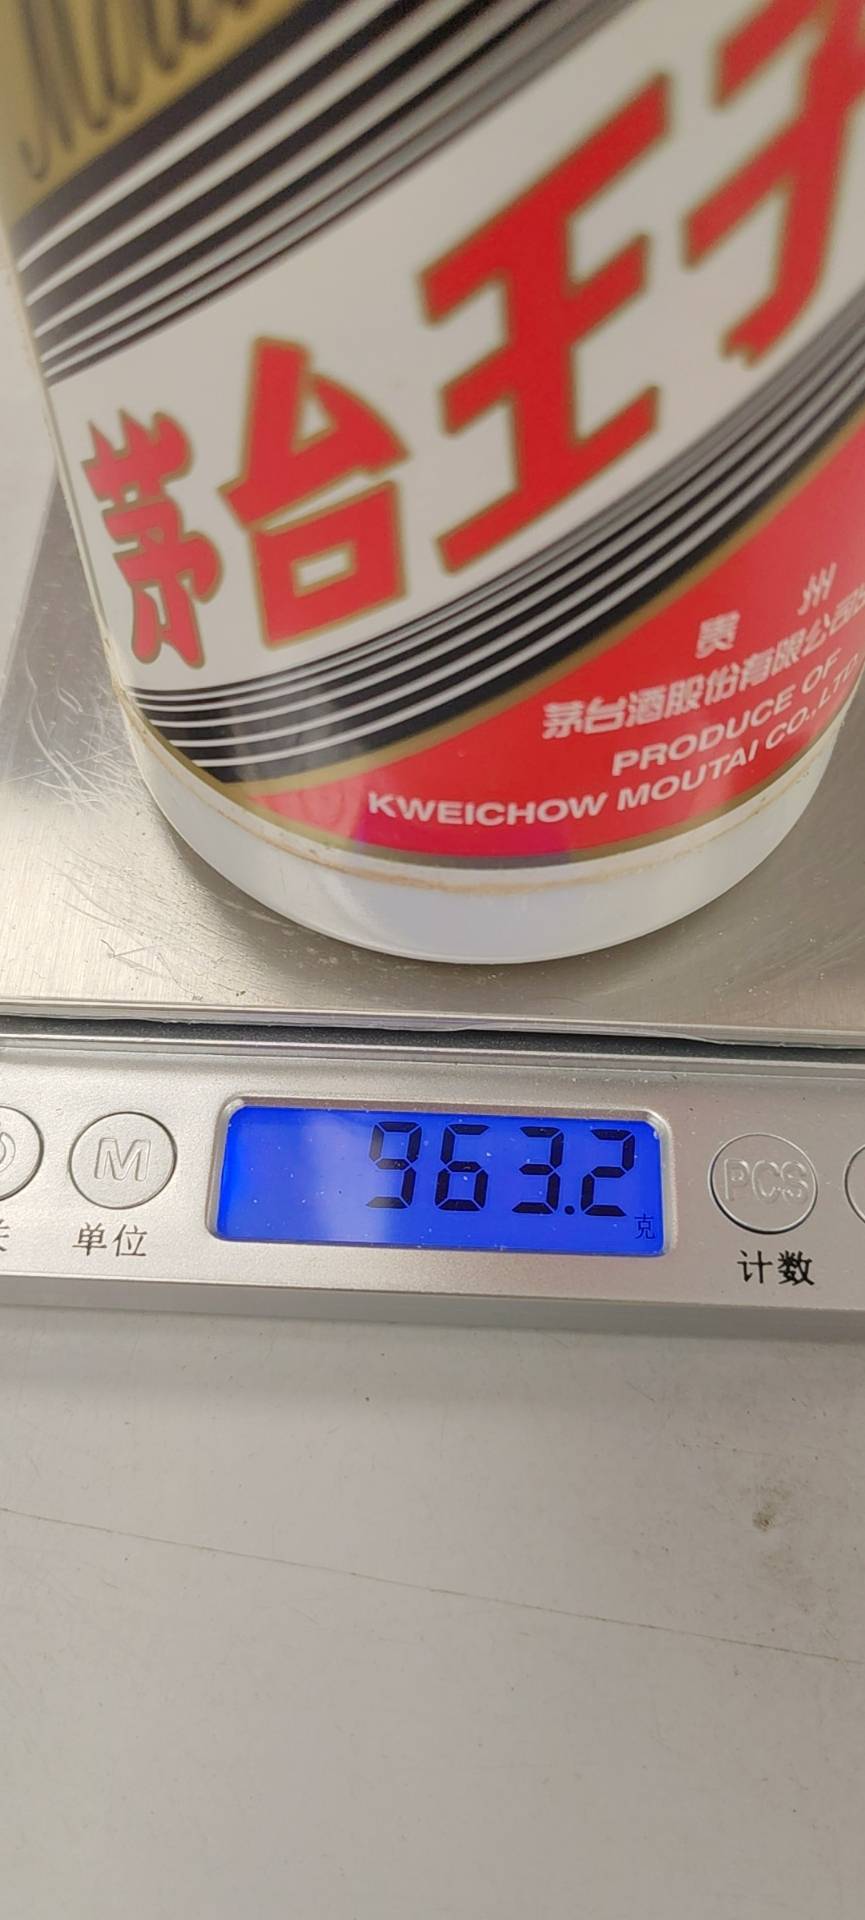 茅台王子
贵 州
茅台酒股份有限公司
PRODUCE OF
KWEICHOW MOUTAI CO.,LTD
963.2
克
M
单位
PCS
计数